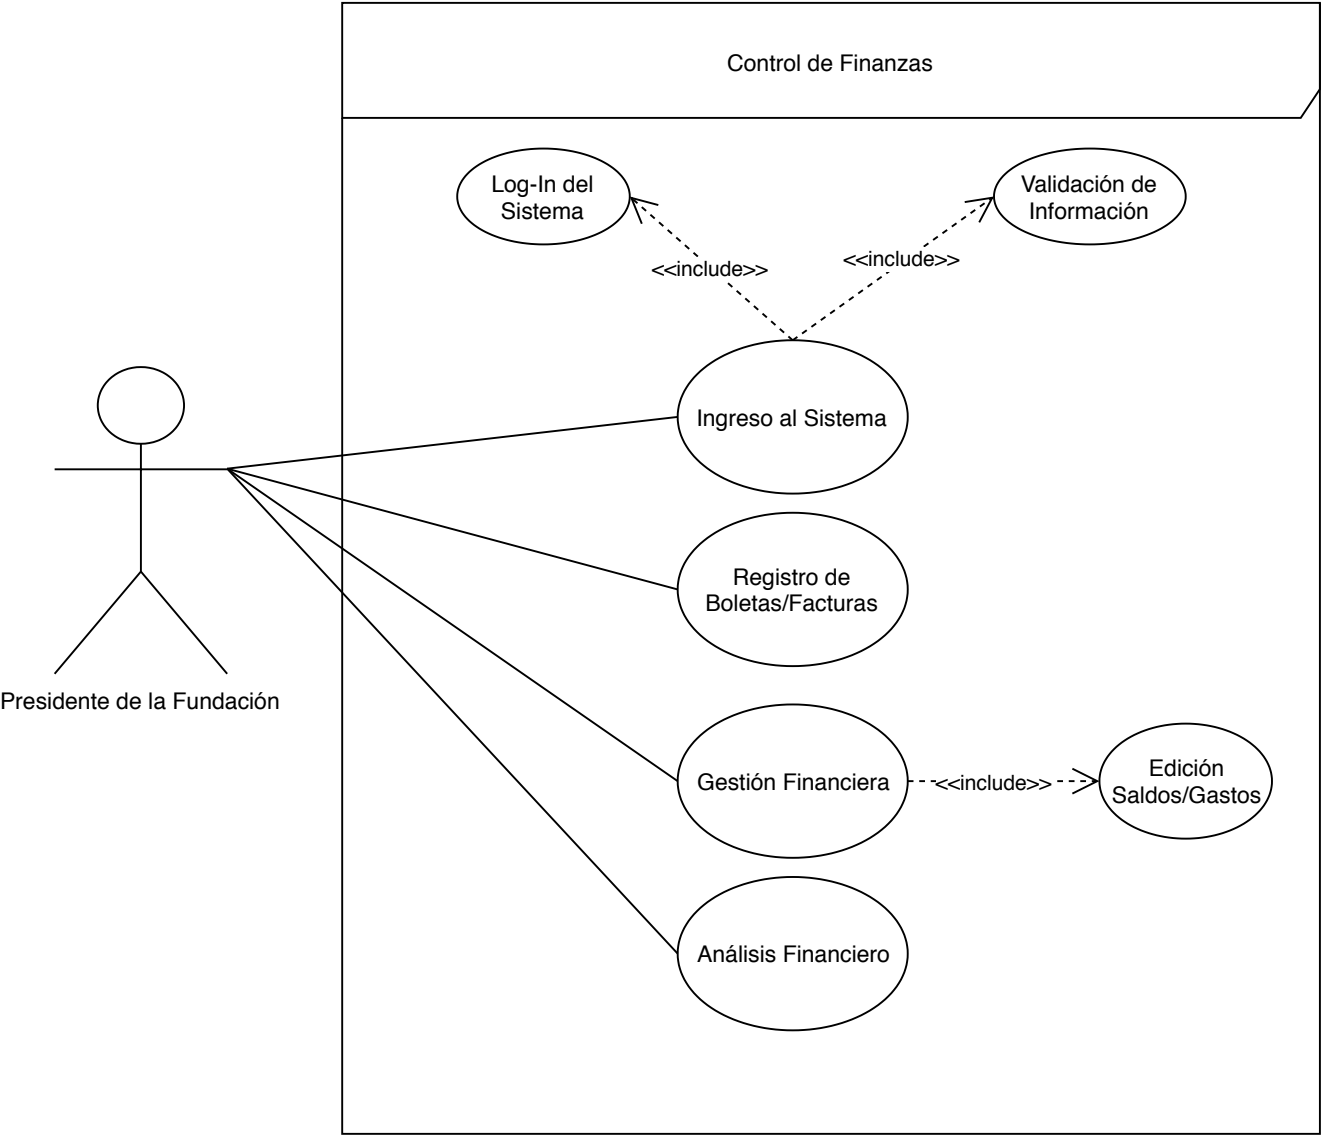 Control de Finanzas
Log-In del
Sistema
Validación de
Información
<<include>>
<<include>>
Ingreso al Sistema
Registro de
Boletas/Facturas
Presidente de la Fundación
Gestión Financiera
<<include>>
Edición
Saldos/Gastos
Análisis Financiero